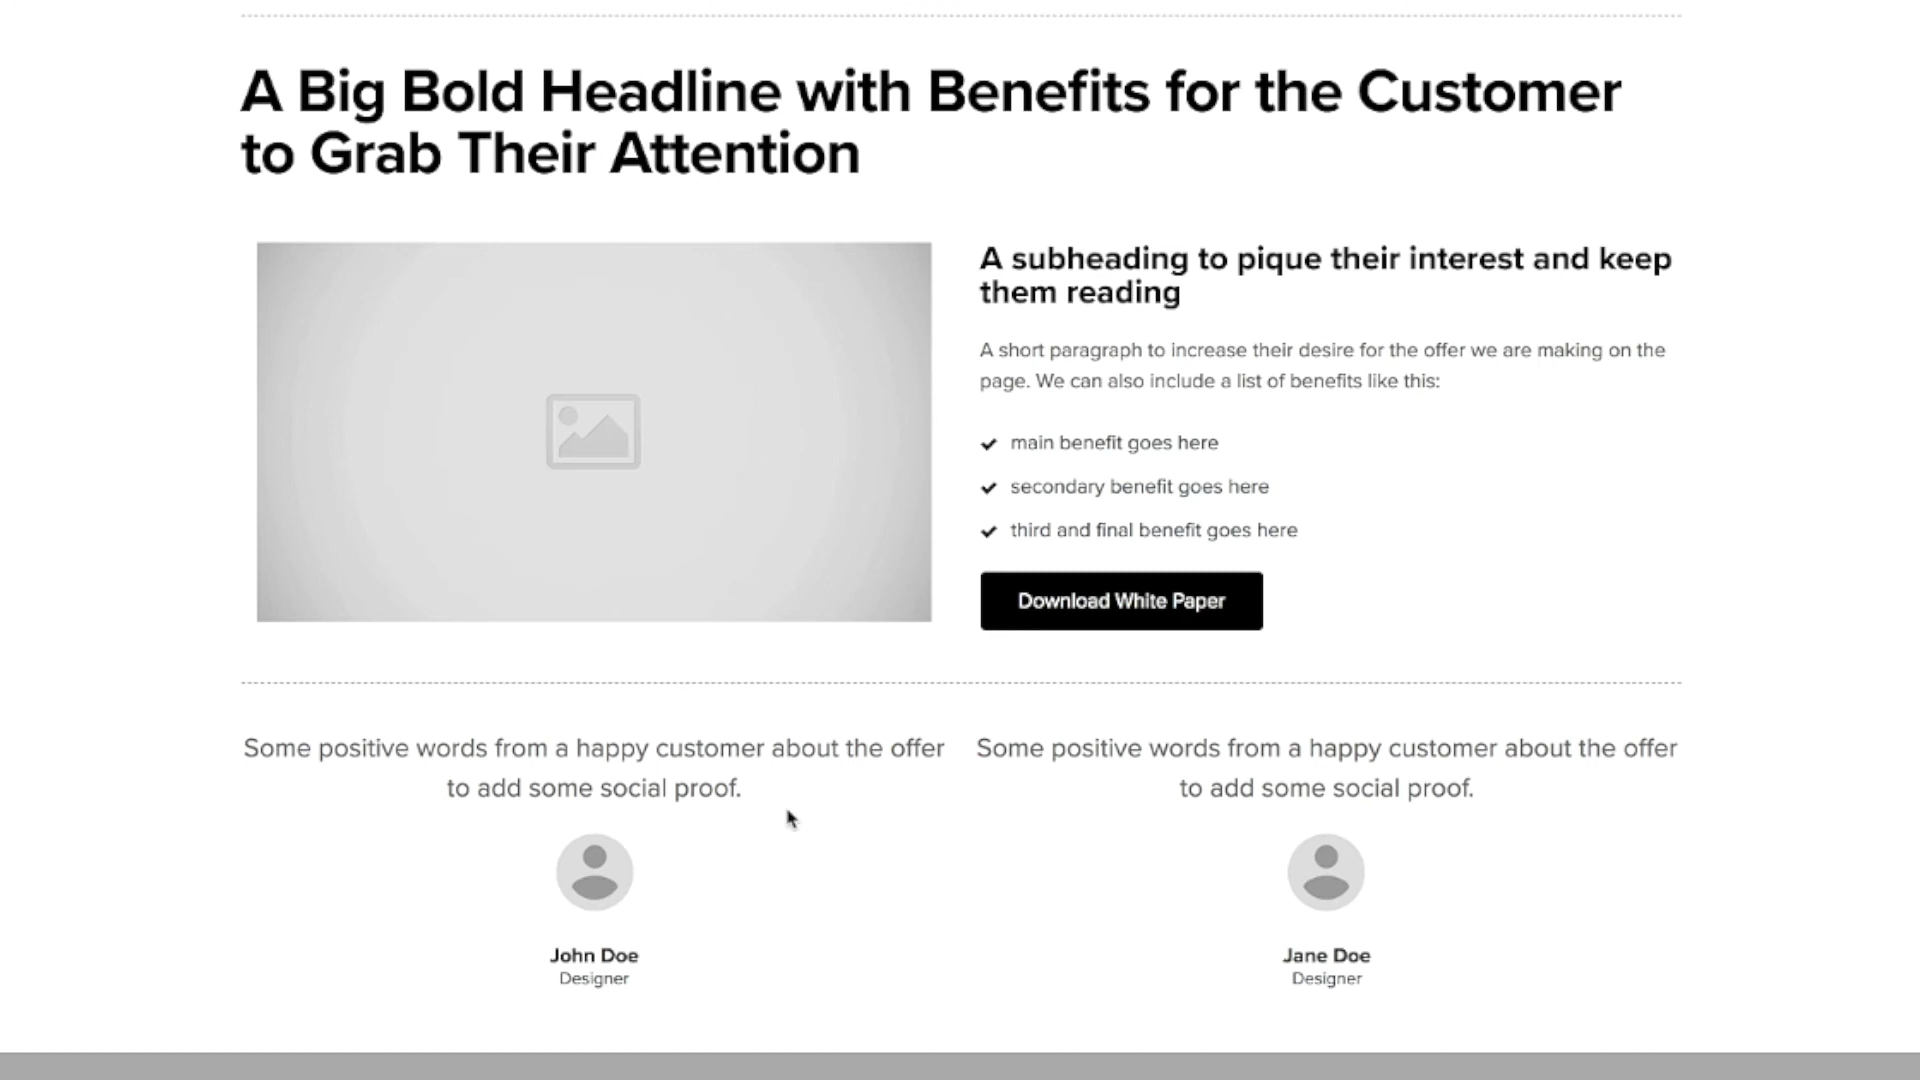 A Big Bold Headline with Benefits for the Customer
to Grab Their Attention
A subheading to pique their interest and keep
them reading
A short paragraph to increase their desire for the offer we are making on the
page. We can also include a list of benefits like this:
main benefit goes here
secondary benefit goes here
third and final benefit goes here
Download White Paper
Some positive words from a happy customer about the offer
to add some social proof.
John Doe
Designer
Some positive words from a happy customer about the offer
to add some social proof.
Jane Doe
Designer